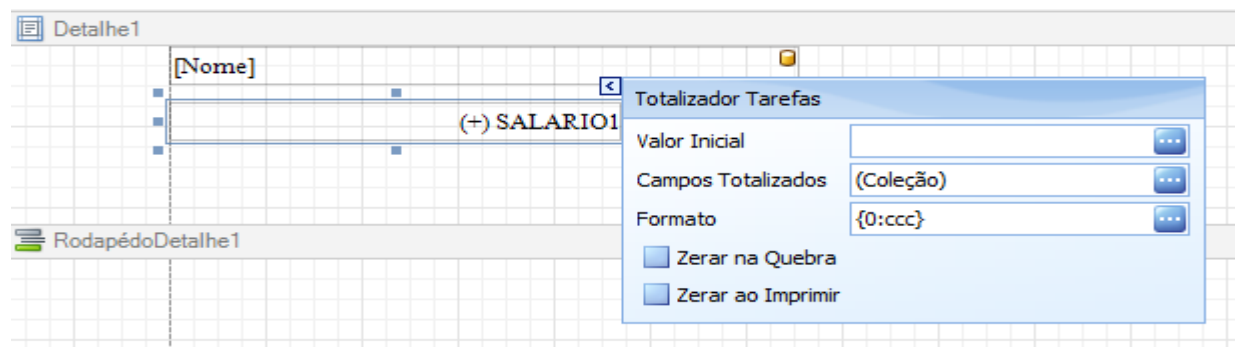 Detalhe1
[Nome]
(+) SALARIO1
Totalizador Tarefas
Valor Inicial
Campos Totalizados (Coleção)
Formato {0:ccc}
Zerar na Quebra
Zerar ao Imprimir
RodapédoDetalhe1